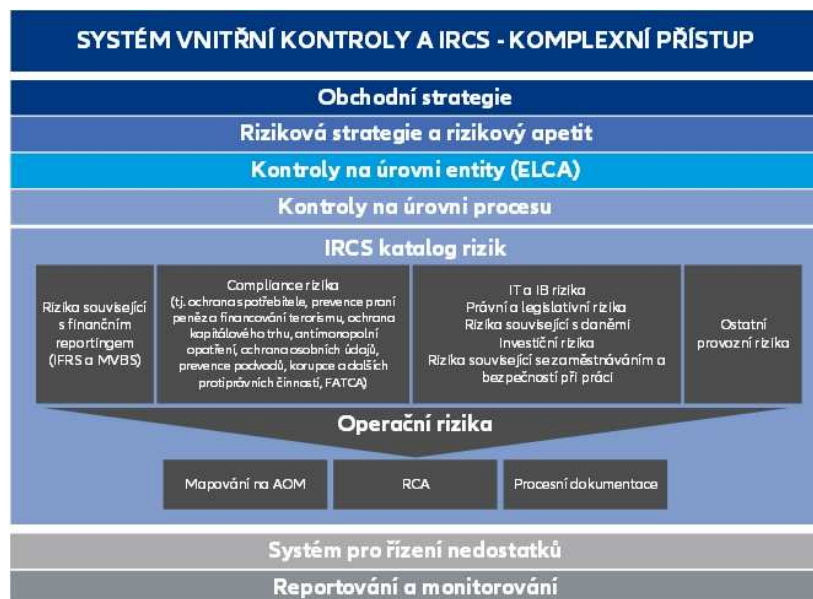 SYSTÉM VNITŘNÍ KONTROLY A IRCS - KOMPLEXNÍ PŘÍSTUP
Obchodní strategie
Riziková strategie a rizikový apetit
Kontroly na úrovni entity (ELCA)
Kontroly na úrovni procesu
IRCS katalog rizik
Rizika související
s finančním
reportingem
(IFRS a MVBS)
Compliance rizika
(tj. ochrana spotřebitele, prevence praní
peněz a financování terorismu, ochrana
kapitálového trhu, antimonopolní
opatření, ochrana osobních údajů,
prevence podvodů, korupce a dalších
protiprávních činností, FATCA)
IT a IB rizika
Právní a legislativní rizika
Rizika související s daněmi
Investiční rizika
Rizika související se zaměstnáváním a
bezpečností při práci
Ostatní
provozní rizika
Operační rizika
Mapování na AOM
RCA
Procesní dokumentace
Systém pro řízení nedostatků
Reportování a monitorování